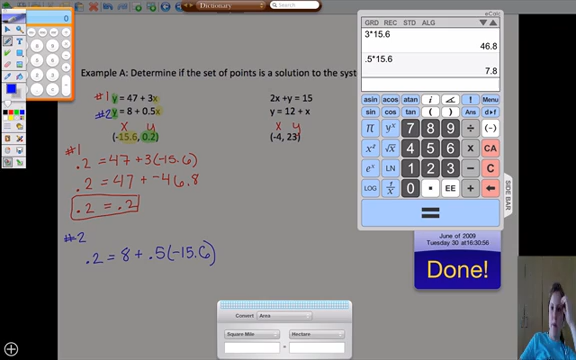 Dictionary
0
eCalc
GRD REC STD ALG
3*15.6
46.8
.5*15.6
7.8
asin acos atan i ∡ ! Menu
sin cos tan x y Ans d▸f
Π yˣ 7 8 9 ÷ (-)
x² √x 4 5 6 × CA
eˣ LN 1 2 3 − C
LOG 1/x 0 . EE +
=
SIDE BAR
Example A: Determine if the set of points is a solution to the syst
#1 y = 47 + 3x
#2 y = 8 + 0.5x
x y
(-15.6, 0.2)
2x +y = 15
y = 12 + x
x y
(-4, 23)
#1
.2 = 47 + 3(-15.6)
.2 = 47 + -46.8
.2 = .2
#2
.2 = 8 + .5(-15.6)
June of 2009
Tuesday 30 at 16:30:56
Done!
Convert Area
Square Mile Hectare
=